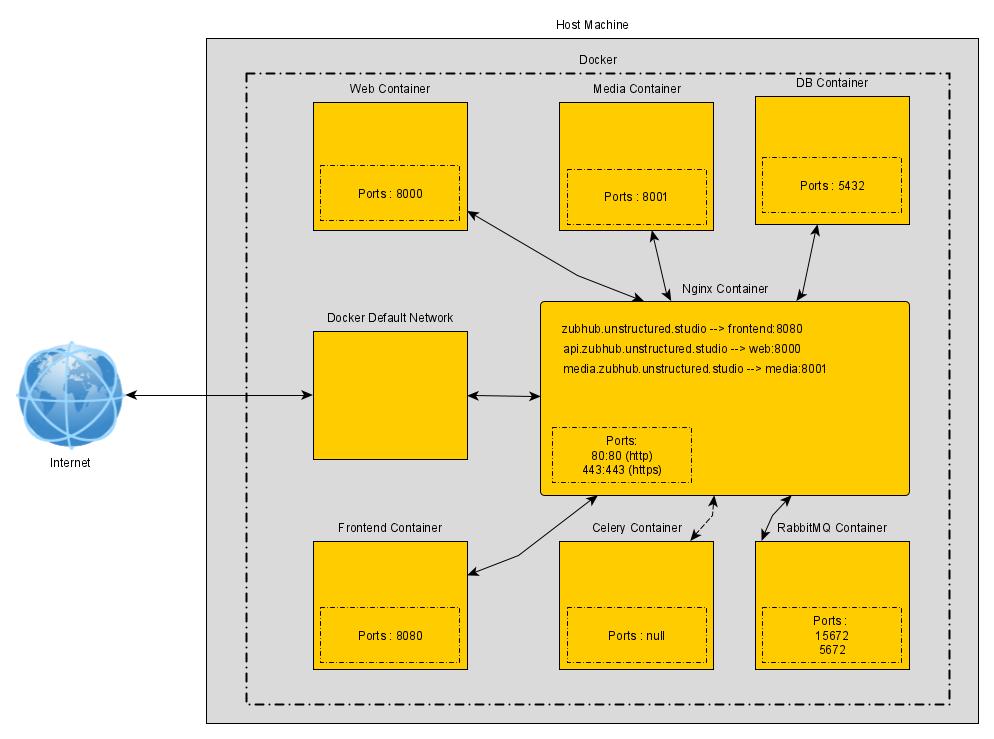 Host Machine
Docker
Web Container
Media Container
DB Container
Ports : 8000
Ports : 8001
Ports : 5432
Nginx Container
Docker Default Network
zubhub.unstructured.studio --> frontend:8080
api.zubhub.unstructured.studio --> web:8000
media.zubhub.unstructured.studio --> media:8001
Internet
Ports:
80:80 (http)
443:443 (https)
Frontend Container
Celery Container
RabbitMQ Container
Ports : 8080
Ports : null
Ports :
15672
5672